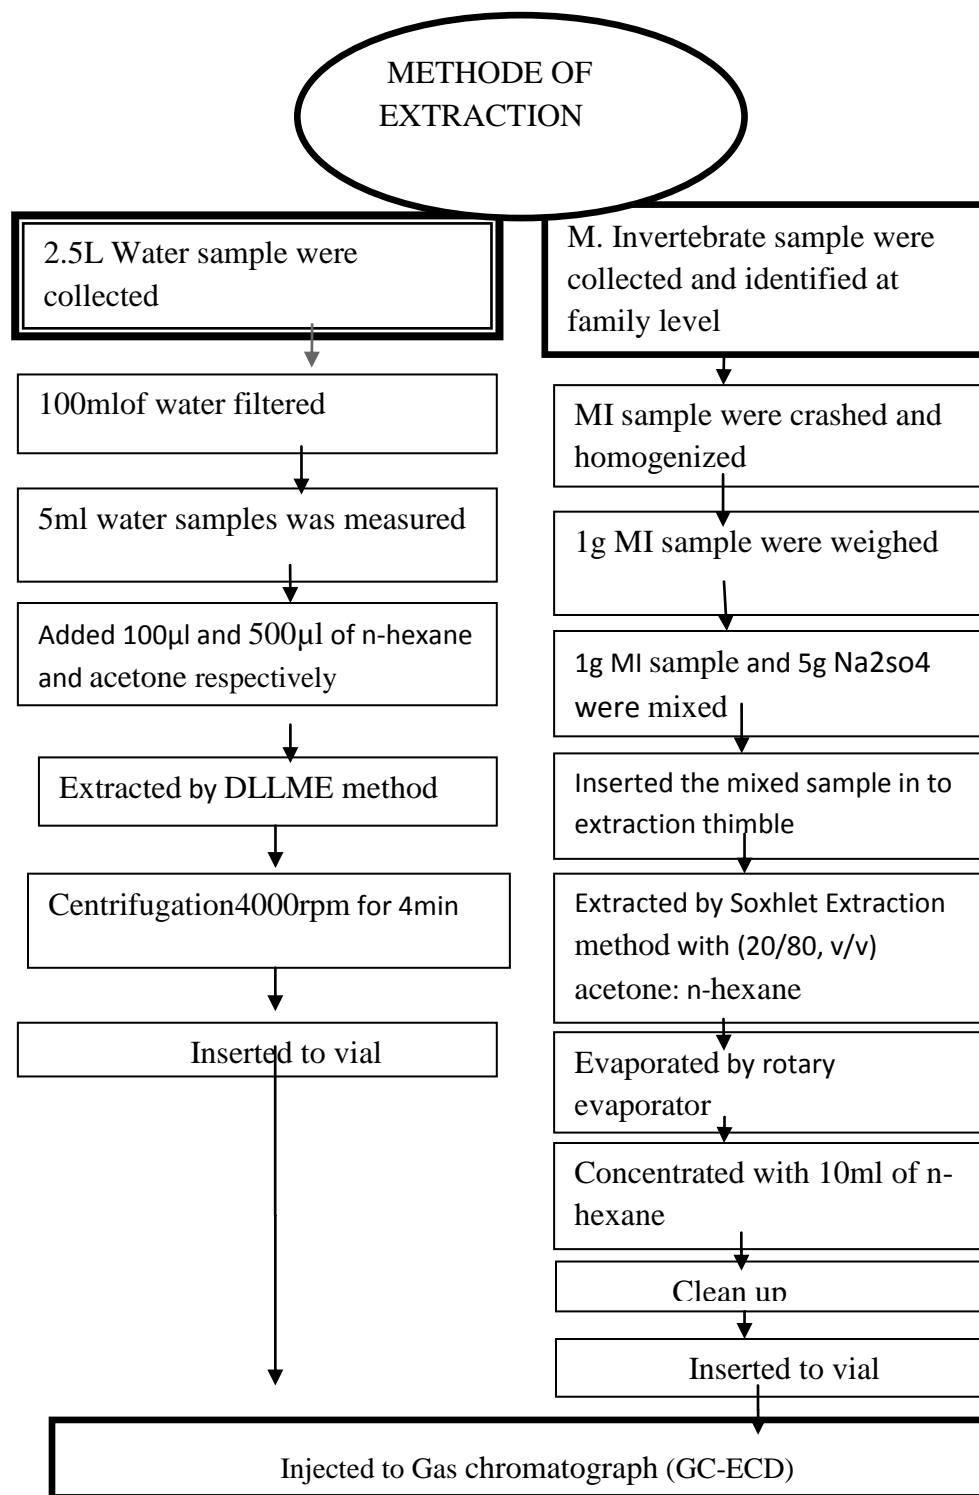 METHODE OF
EXTRACTION
2.5L Water sample were
collected
100mlof water filtered
5ml water samples was measured
Added 100µl and 500µl of n-hexane
and acetone respectively
Extracted by DLLME method
Centrifugation4000rpm for 4min
Inserted to vial
M. Invertebrate sample were
collected and identified at
family level
MI sample were crashed and
homogenized
1g MI sample were weighed
1g MI sample and 5g Na2so4
were mixed
Inserted the mixed sample in to
extraction thimble
Extracted by Soxhlet Extraction
method with (20/80, v/v)
acetone: n-hexane
Evaporated by rotary
evaporator
Concentrated with 10ml of n-
hexane
Clean up
Inserted to vial
Injected to Gas chromatograph (GC-ECD)